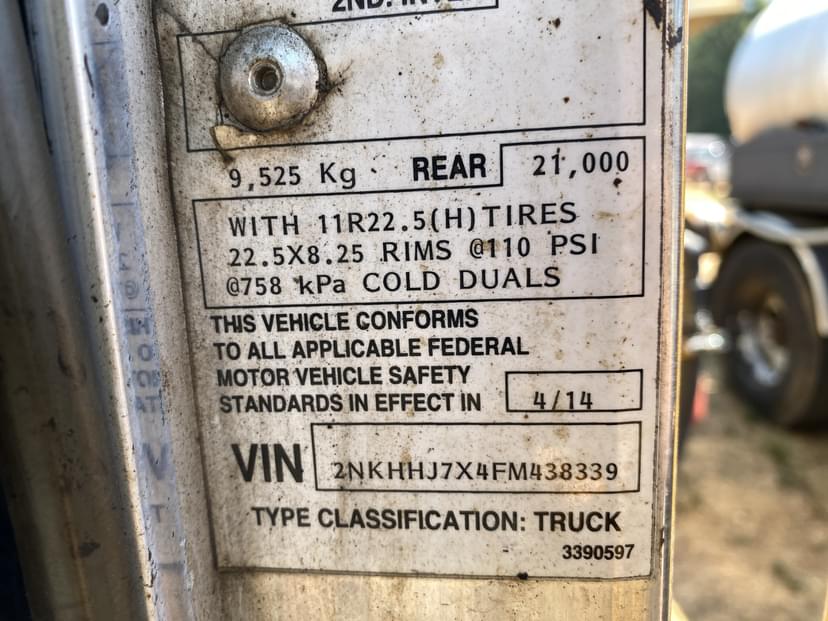 9,525 Kg REAR 21,000
WITH 11R22.5(H)TIRES
22.5X8.25 RIMS @110 PSI
@758 kPa COLD DUALS
THIS VEHICLE CONFORMS
TO ALL APPLICABLE FEDERAL
MOTOR VEHICLE SAFETY
STANDARDS IN EFFECT IN 4/14
VIN 2NKHHJ7X4FM438339
TYPE CLASSIFICATION: TRUCK
3390597